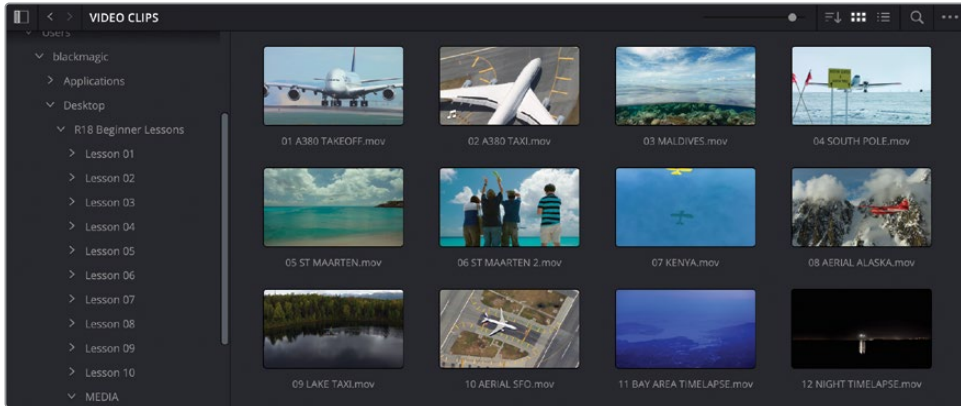 VIDEO CLIPS
Users
blackmagic
Applications
Desktop
R18 Beginner Lessons
Lesson 01
Lesson 02
Lesson 03
Lesson 04
Lesson 05
Lesson 06
Lesson 07
Lesson 08
Lesson 09
Lesson 10
MEDIA
01 A380 TAKEOFF.mov
02 A380 TAXI.mov
03 MALDIVES.mov
04 SOUTH POLE.mov
05 ST MAARTEN.mov
06 ST MAARTEN 2.mov
07 KENYA.mov
08 AERIAL ALASKA.mov
09 LAKE TAXI.mov
10 AERIAL SFO.mov
11 BAY AREA TIMELAPSE.mov
12 NIGHT TIMELAPSE.mov